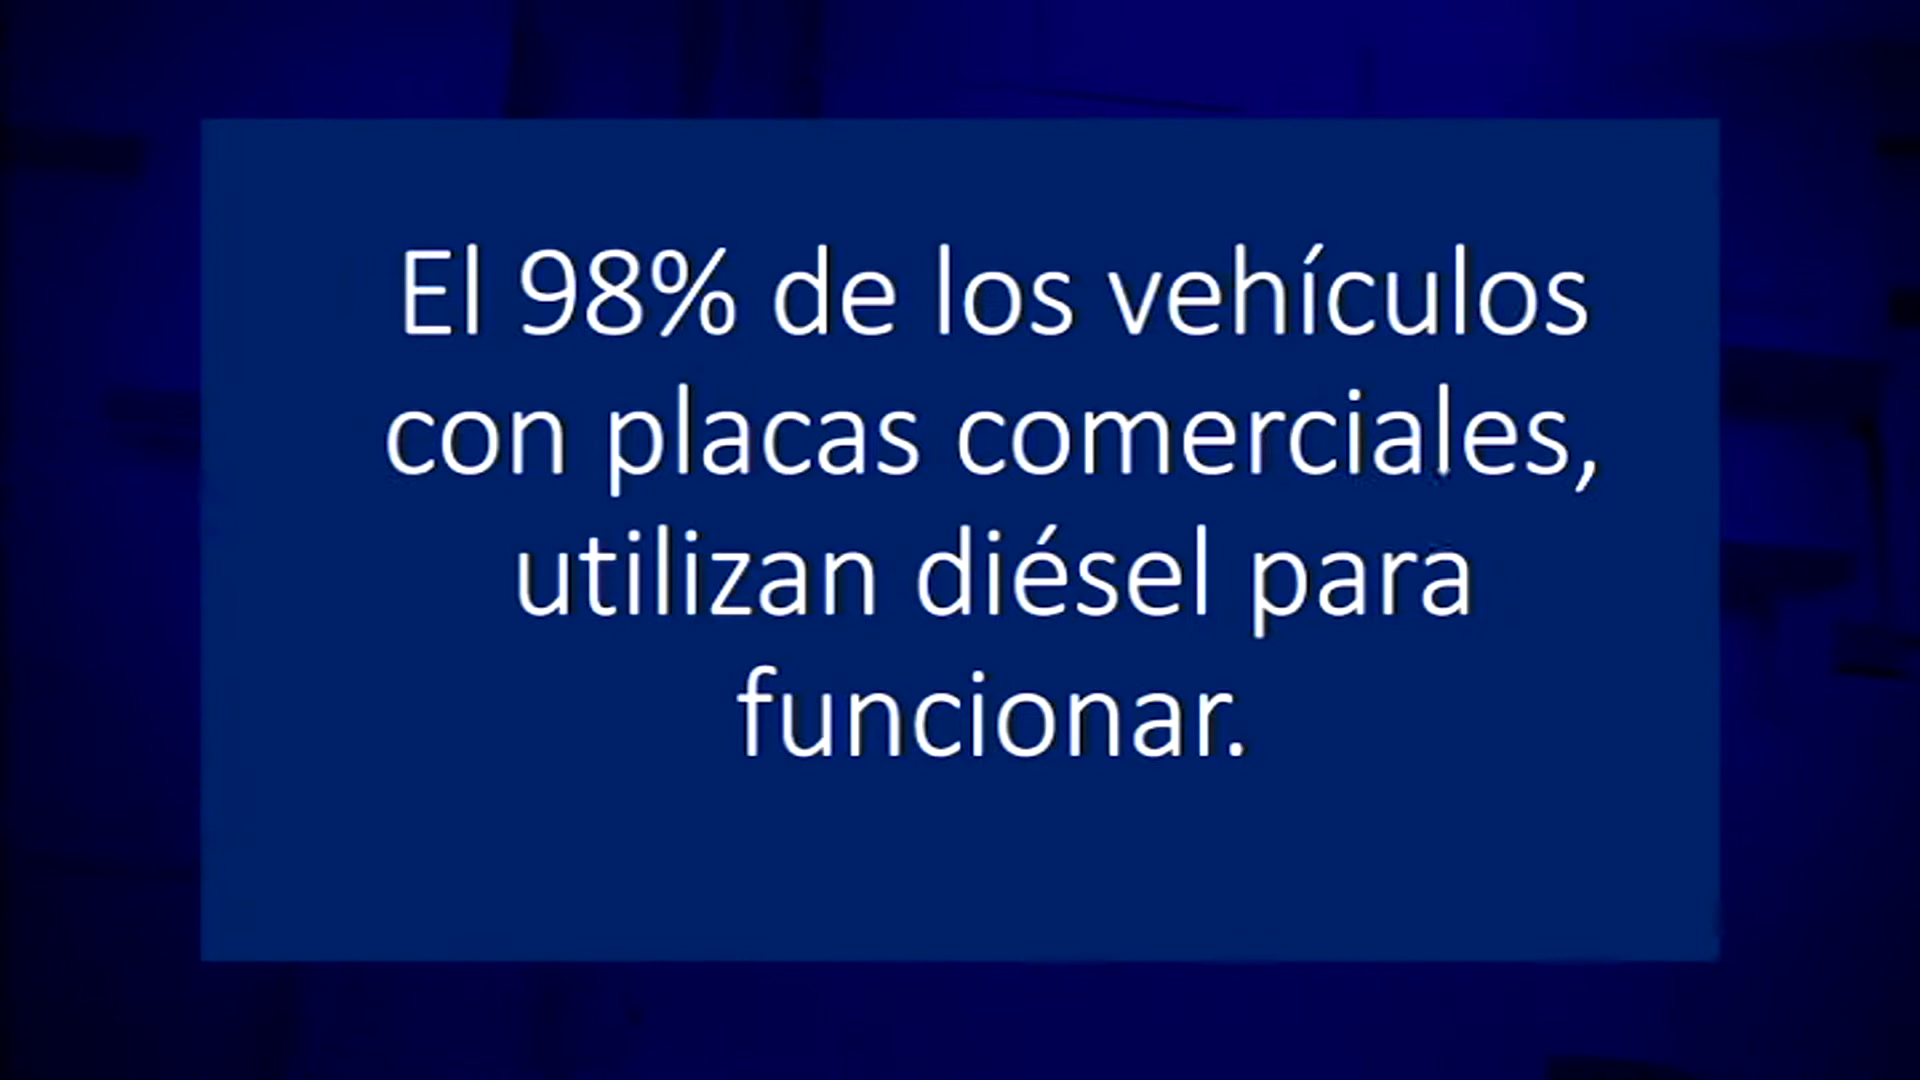 El 98% de los vehículos
con placas comerciales,
utilizan diésel para
funcionar.